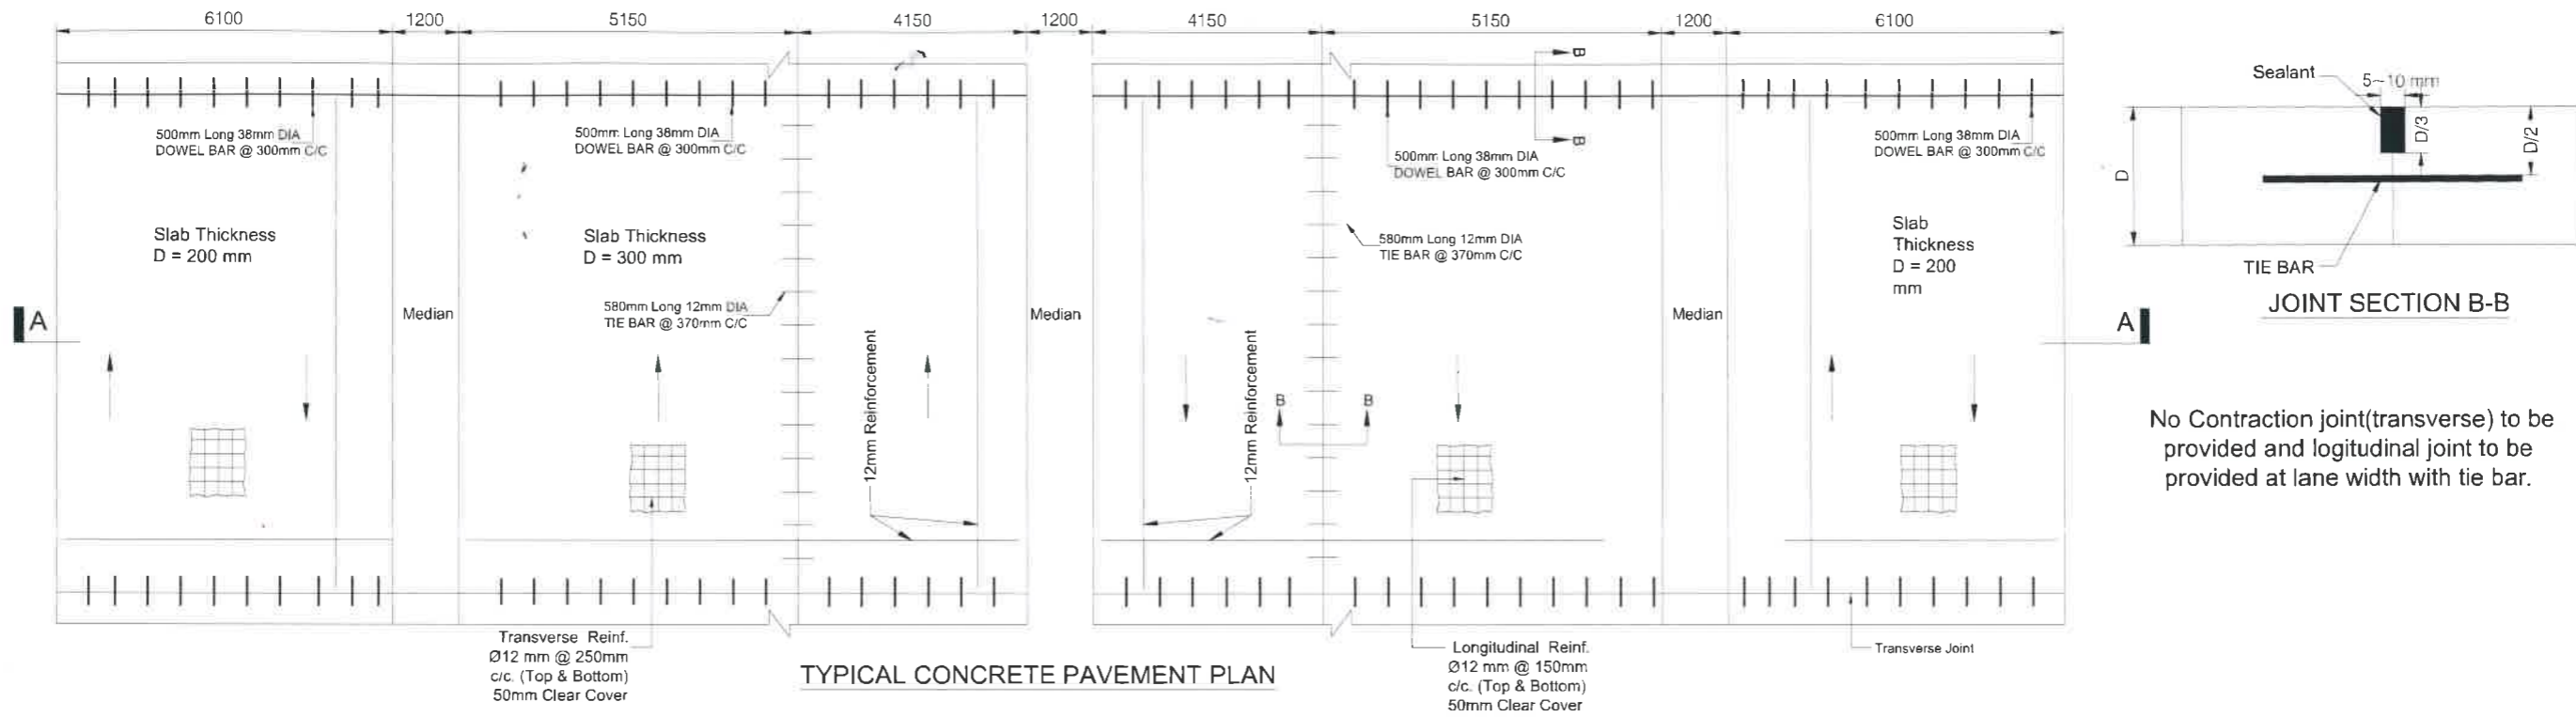 6100
1200
5150
4150
1200
4150
5150
1200
6100
B
B
500mm Long 38mm DIA
DOWEL BAR @ 300mm C/C
500mm Long 38mm DIA
DOWEL BAR @ 300mm C/C
500mm Long 38mm DIA
DOWEL BAR @ 300mm C/C
500mm Long 38mm DIA
DOWEL BAR @ 300mm C/C
Slab Thickness
D = 200 mm
Slab Thickness
D = 300 mm
580mm Long 12mm DIA
TIE BAR @ 370mm C/C
580mm Long 12mm DIA
TIE BAR @ 370mm C/C
Slab
Thickness
D = 200
mm
A
Median
Median
Median
A
12mm Reinforcement
12mm Reinforcement
B
B
Transverse Reinf.
Ø12 mm @ 250mm
c/c. (Top & Bottom)
50mm Clear Cover
Longitudinal Reinf.
Ø12 mm @ 150mm
c/c. (Top & Bottom)
50mm Clear Cover
Transverse Joint
TYPICAL CONCRETE PAVEMENT PLAN
Sealant
5~10 mm
D/3
D/2
D
TIE BAR
JOINT SECTION B-B
No Contraction joint(transverse) to be
provided and logitudinal joint to be
provided at lane width with tie bar.